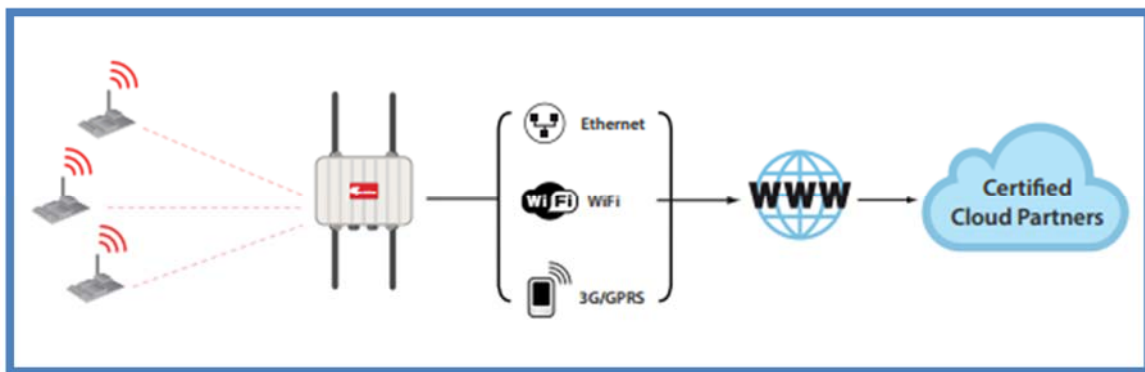 Ethernet
WiFi WiFi
3G/GPRS
WWW
Certified
Cloud Partners